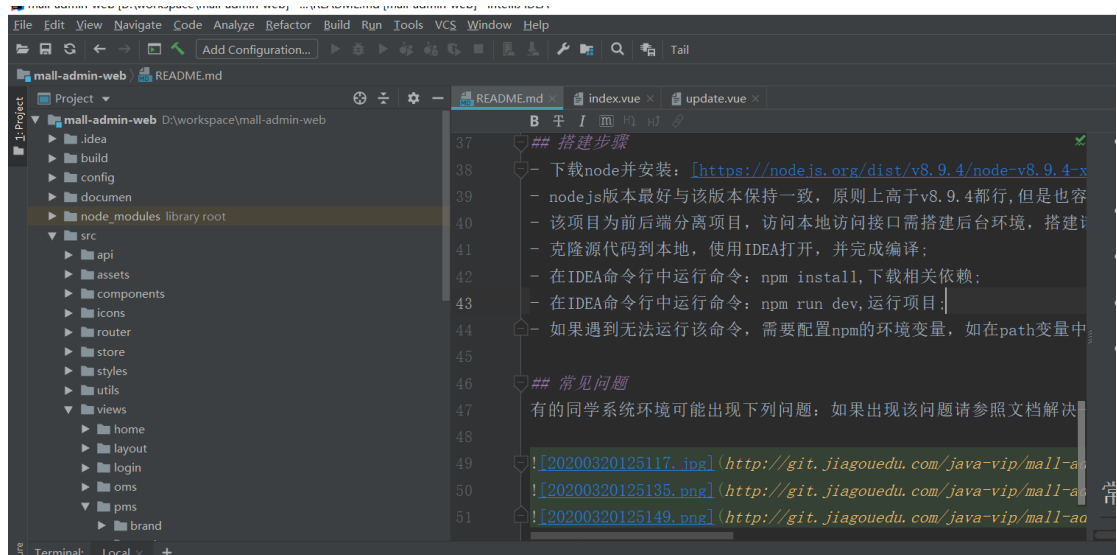 File Edit View Navigate Code Analyze Refactor Build Run Tools VCS Window Help
Add Configuration... Tail
mall-admin-web README.md
Project README.md index.vue update.vue
1: Project
mall-admin-web D:\workspace\mall-admin-web
.idea
build
config
documen
node_modules library root
src
api
assets
components
icons
router
store
styles
utils
views
home
layout
login
oms
pms
brand
B T I m H↓ H↑
37 ## 搭建步骤
38 - 下载node并安装：[https://nodejs.org/dist/v8.9.4/node-v8.9.4-x
39 - nodejs版本最好与该版本保持一致，原则上高于v8.9.4都行,但是也容
40 - 该项目为前后端分离项目，访问本地访问接口需搭建后台环境，搭建
41 - 克隆源代码到本地，使用IDEA打开，并完成编译;
42 - 在IDEA命令行中运行命令：npm install,下载相关依赖;
43 - 在IDEA命令行中运行命令：npm run dev,运行项目;
44 - 如果遇到无法运行该命令，需要配置npm的环境变量，如在path变量中
45
46 ## 常见问题
47 有的同学系统环境可能出现下列问题：如果出现该问题请参照文档解决
48
49 ![20200320125117.jpg](http://git.jiagouedu.com/java-vip/mall-ad
50 ![20200320125135.png](http://git.jiagouedu.com/java-vip/mall-ad
51 ![20200320125149.png](http://git.jiagouedu.com/java-vip/mall-ad
常
Terminal: Local +